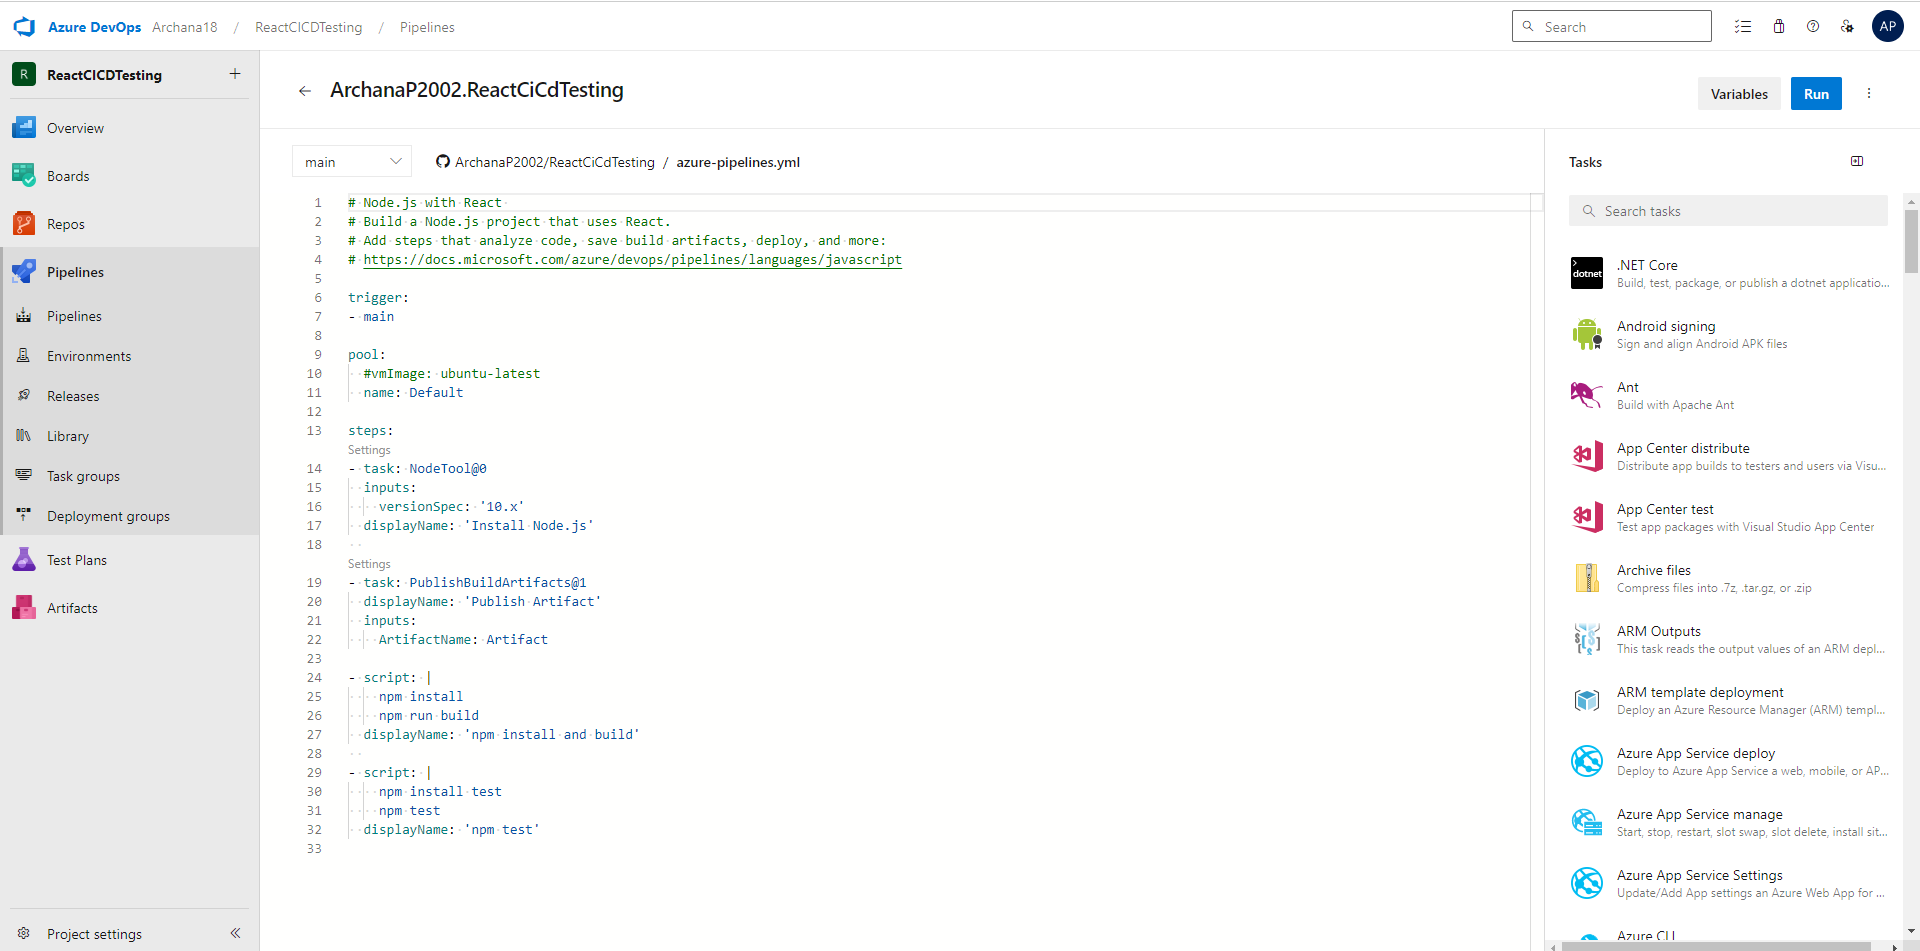 Azure DevOps Archana18 / ReactCICDTesting / Pipelines
Search
AP
R ReactCICDTesting +
Overview
Boards
Repos
Pipelines
Pipelines
Environments
Releases
Library
Task groups
Deployment groups
Test Plans
Artifacts
Project settings
ArchanaP2002.ReactCiCdTesting
Variables
Run
main
ArchanaP2002/ReactCiCdTesting / azure-pipelines.yml
1 # Node.js with React
2 # Build a Node.js project that uses React.
3 # Add steps that analyze code, save build artifacts, deploy, and more:
4 # https://docs.microsoft.com/azure/devops/pipelines/languages/javascript
5
6 trigger:
7 - main
8
9 pool:
10   #vmImage: ubuntu-latest
11   name: Default
12
13 steps:
Settings
14 - task: NodeTool@0
15   inputs:
16     versionSpec: '10.x'
17   displayName: 'Install Node.js'
18
Settings
19 - task: PublishBuildArtifacts@1
20   displayName: 'Publish Artifact'
21   inputs:
22     ArtifactName: Artifact
23
24 - script: |
25     npm install
26     npm run build
27   displayName: 'npm install and build'
28
29 - script: |
30     npm install test
31     npm test
32   displayName: 'npm test'
33
Tasks
Search tasks
dotnet
.NET Core
Build, test, package, or publish a dotnet applicatio...
Android signing
Sign and align Android APK files
Ant
Build with Apache Ant
App Center distribute
Distribute app builds to testers and users via Visu...
App Center test
Test app packages with Visual Studio App Center
Archive files
Compress files into .7z, .tar.gz, or .zip
ARM Outputs
This task reads the output values of an ARM depl...
ARM template deployment
Deploy an Azure Resource Manager (ARM) templ...
Azure App Service deploy
Deploy to Azure App Service a web, mobile, or AP...
Azure App Service manage
Start, stop, restart, slot swap, slot delete, install sit...
Azure App Service Settings
Update/Add App settings an Azure Web App for ...
Azure CLI